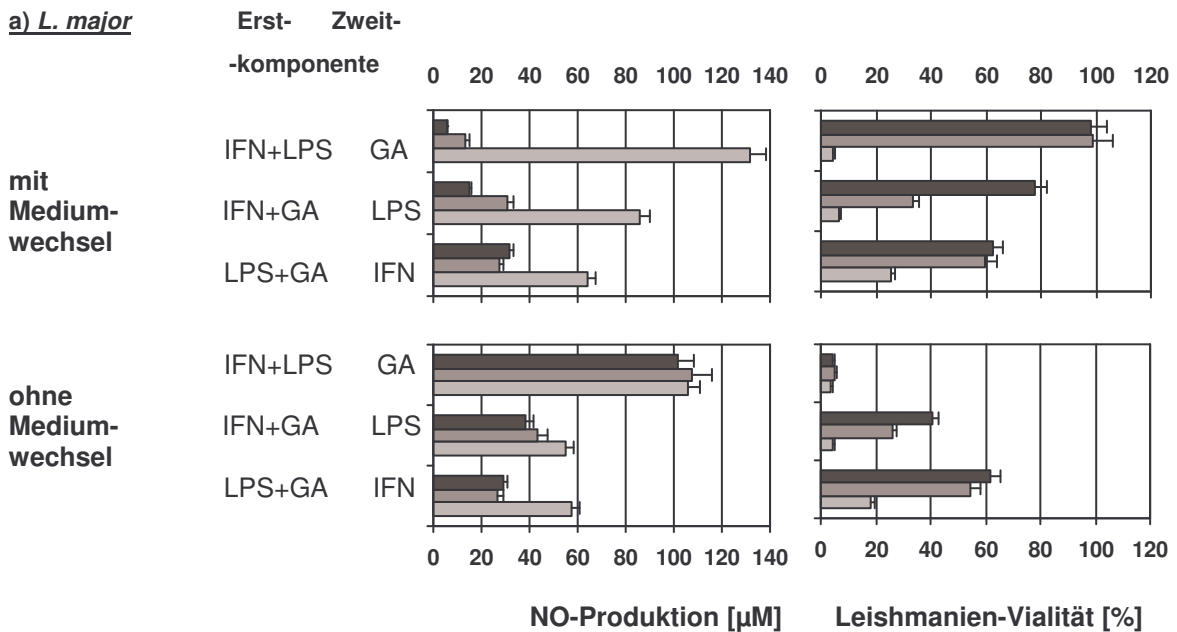 a) L. major Erst- Zweit-
-komponente
0 20 40 60 80 100 120 140 0 20 40 60 80 100 120
mit Medium-wechsel
IFN+LPS GA
IFN+GA LPS
LPS+GA IFN
ohne Medium-wechsel
IFN+LPS GA
IFN+GA LPS
LPS+GA IFN
0 20 40 60 80 100 120 140 0 20 40 60 80 100 120
NO-Produktion [µM] Leishmanien-Vialität [%]